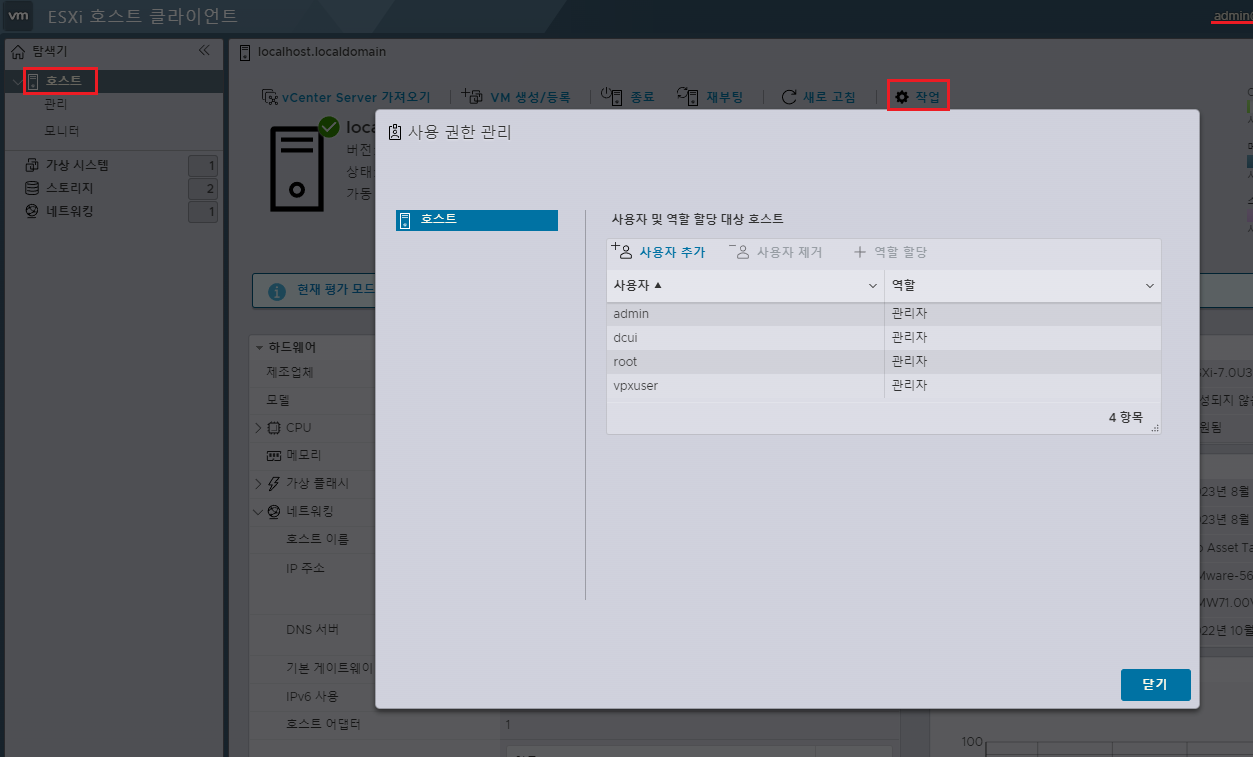 vm ESXi 호스트 클라이언트
admin
탐색기
호스트
관리
모니터
가상 시스템 1
스토리지 2
네트워킹 1
localhost.localdomain
vCenter Server 가져오기 VM 생성/등록 종료 재부팅 새로 고침 작업
버전
상태
가동
현재 평가 모드
하드웨어
제조업체
모델
CPU
메모리
가상 플래시
네트워킹
호스트 이름
IP 주소
DNS 서버
기본 게이트웨이
IPv6 사용
호스트 어댑터 1
사용 권한 관리
호스트
사용자 및 역할 할당 대상 호스트
사용자 추가 사용자 제거 역할 할당
사용자 역할
admin 관리자
dcui 관리자
root 관리자
vpxuser 관리자
4 항목
닫기
Xi-7.0U3
성되지 않
원됨
23년 8월
23년 8월
Asset Ta
Mware-56
MW71.00V
22년 10월
100